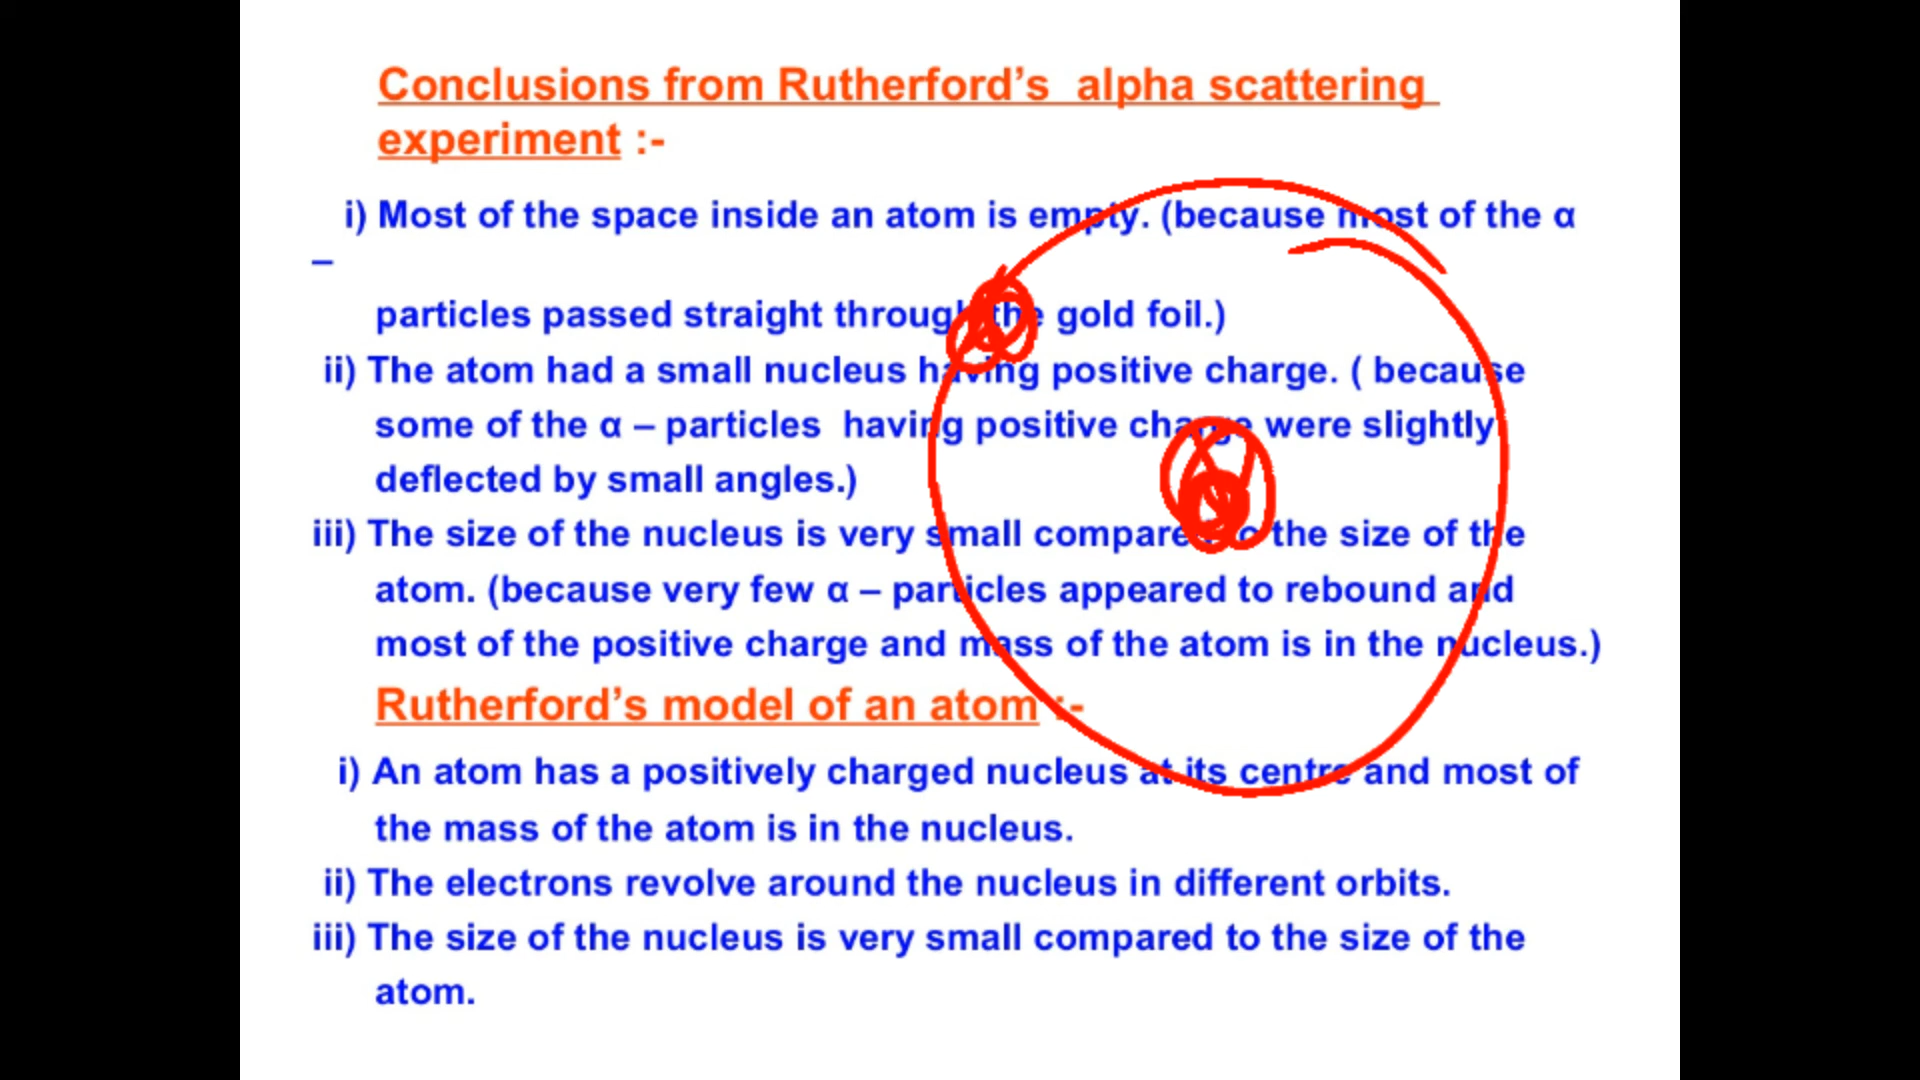 Conclusions from Rutherford’s alpha scattering
experiment :-
i) Most of the space inside an atom is empty. (because most of the α
–
particles passed straight through the gold foil.)
ii) The atom had a small nucleus having positive charge. ( because
some of the α – particles having positive charge were slightly
deflected by small angles.)
iii) The size of the nucleus is very small compared to the size of the
atom. (because very few α – particles appeared to rebound and
most of the positive charge and mass of the atom is in the nucleus.)
Rutherford’s model of an atom :-
i) An atom has a positively charged nucleus at its centre and most of
the mass of the atom is in the nucleus.
ii) The electrons revolve around the nucleus in different orbits.
iii) The size of the nucleus is very small compared to the size of the
atom.